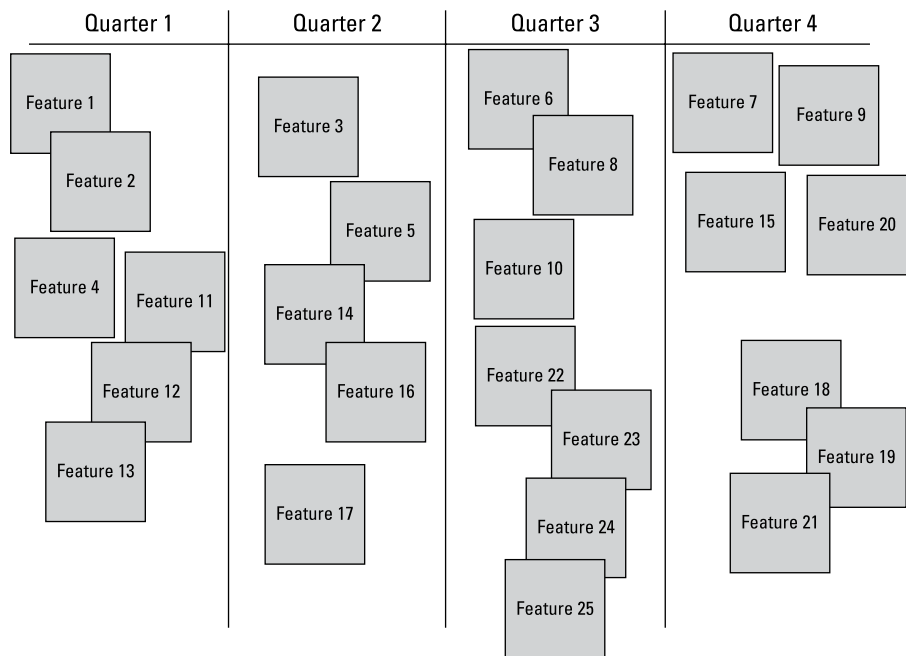 Quarter 1
Quarter 2
Quarter 3
Quarter 4
Feature 1
Feature 2
Feature 4
Feature 11
Feature 12
Feature 13
Feature 3
Feature 5
Feature 14
Feature 16
Feature 17
Feature 6
Feature 8
Feature 10
Feature 22
Feature 23
Feature 24
Feature 25
Feature 7
Feature 9
Feature 15
Feature 20
Feature 18
Feature 19
Feature 21